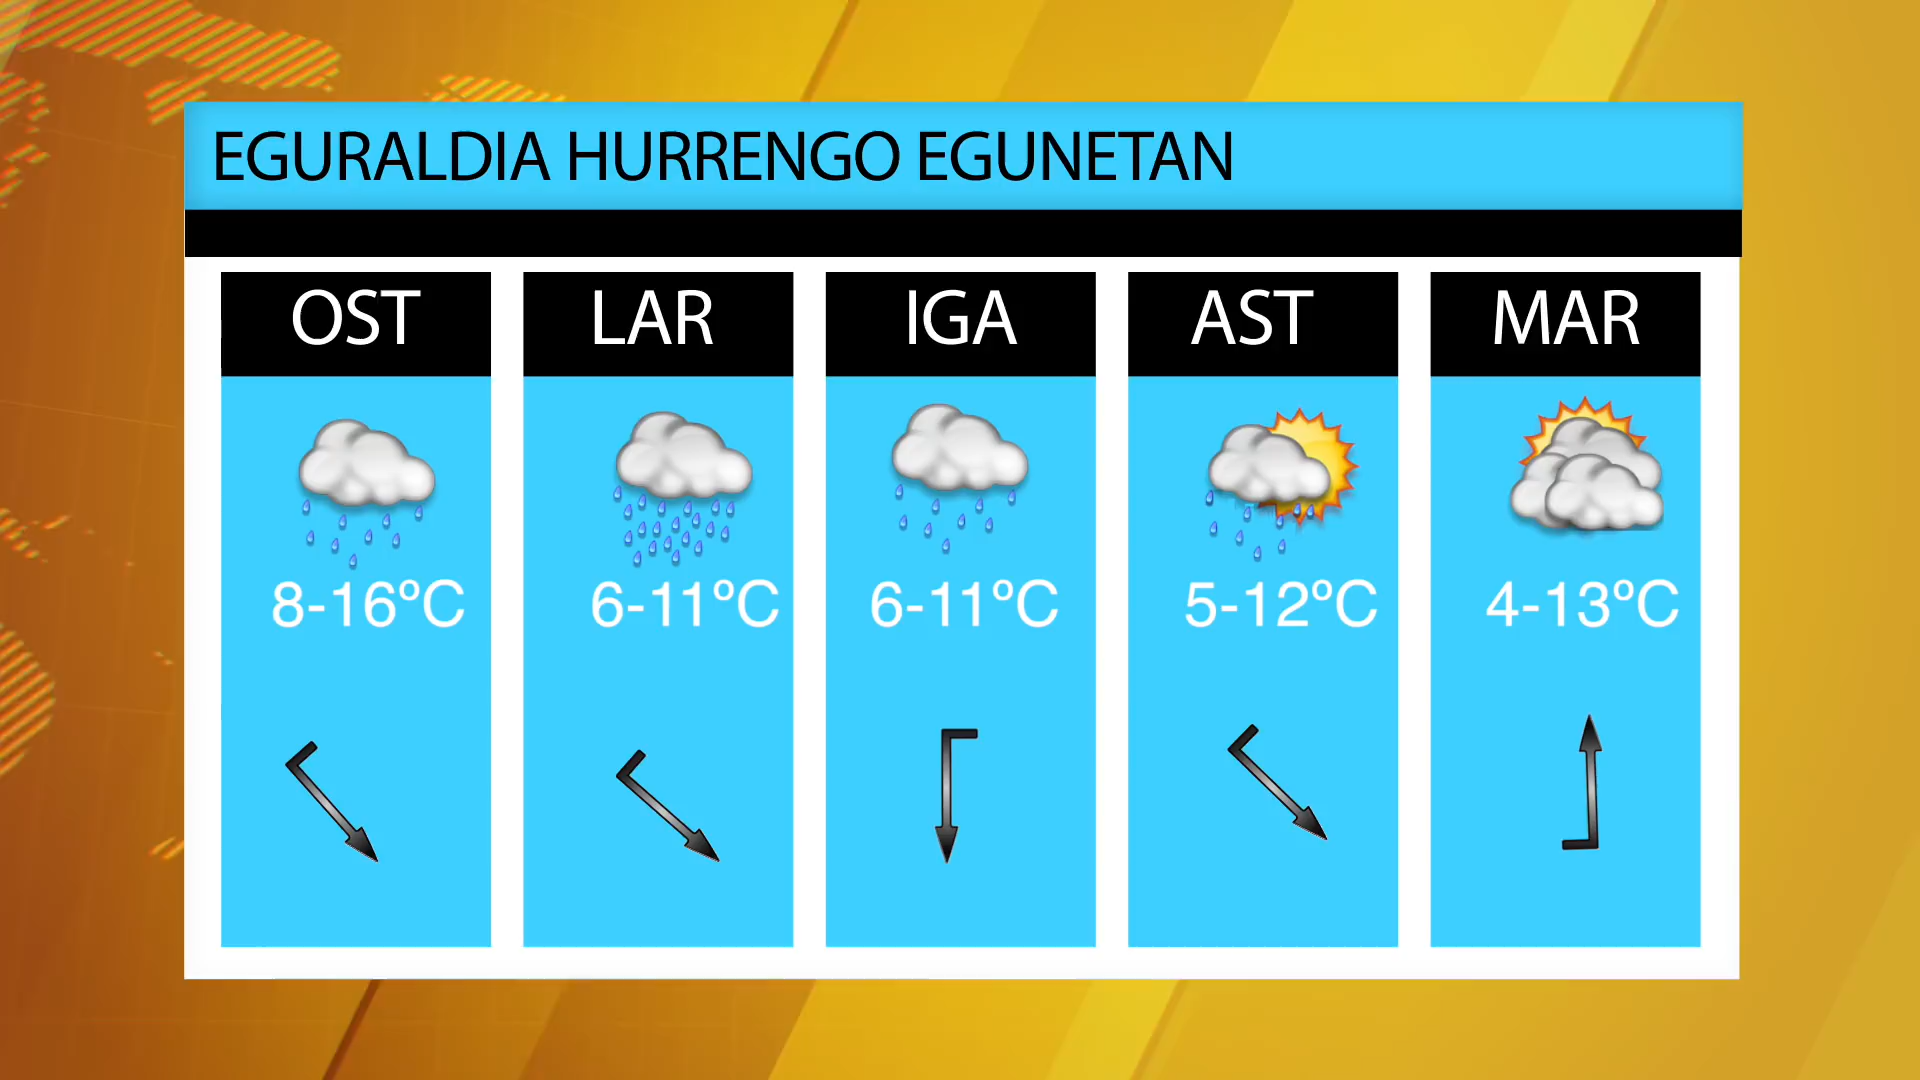 EGURALDIA HURRENGO EGUNETAN
OST LAR IGA AST MAR
8-16ºC 6-11ºC 6-11ºC 5-12ºC 4-13ºC